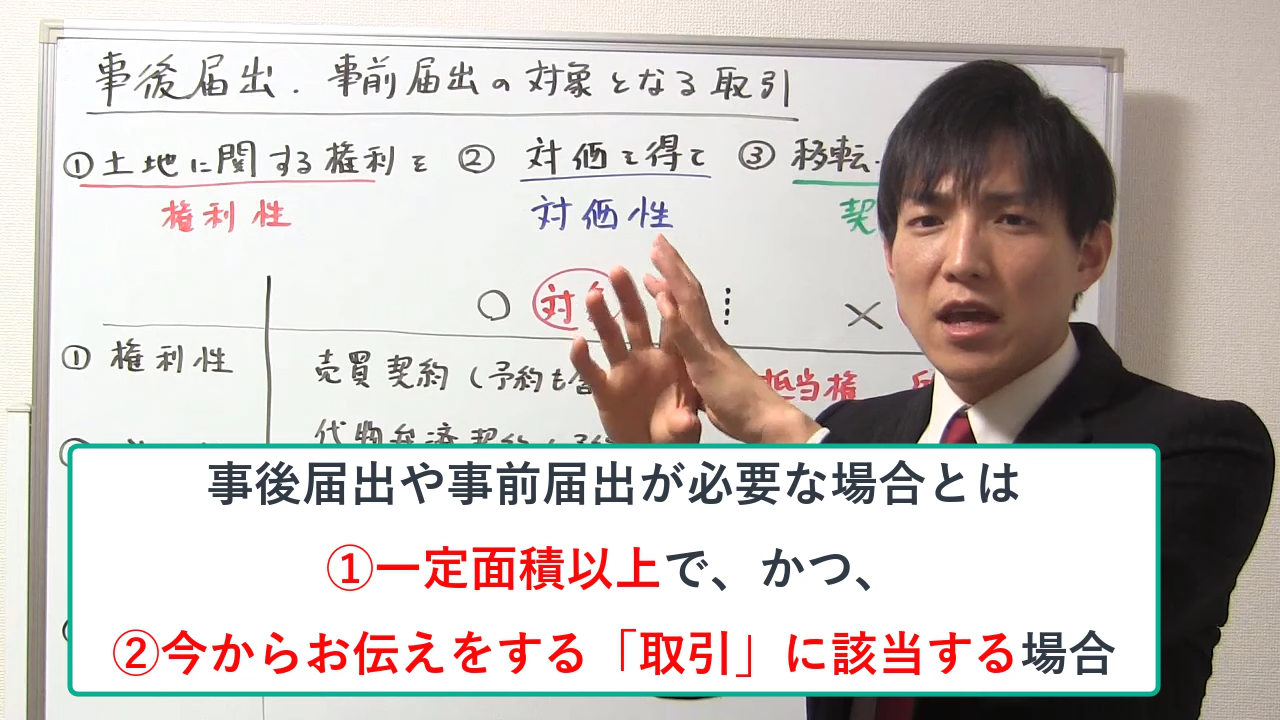 事後届出．事前届出の対象となる取引
①土地に関する権利を ② 対価を得て ③ 移転．
権利性 対価性 契
○ 対 ×
① 権利性 売買契約（予約も含 抵当権
代物弁済契約
事後届出や事前届出が必要な場合とは
①一定面積以上で、かつ、
②今からお伝えをする「取引」に該当する場合